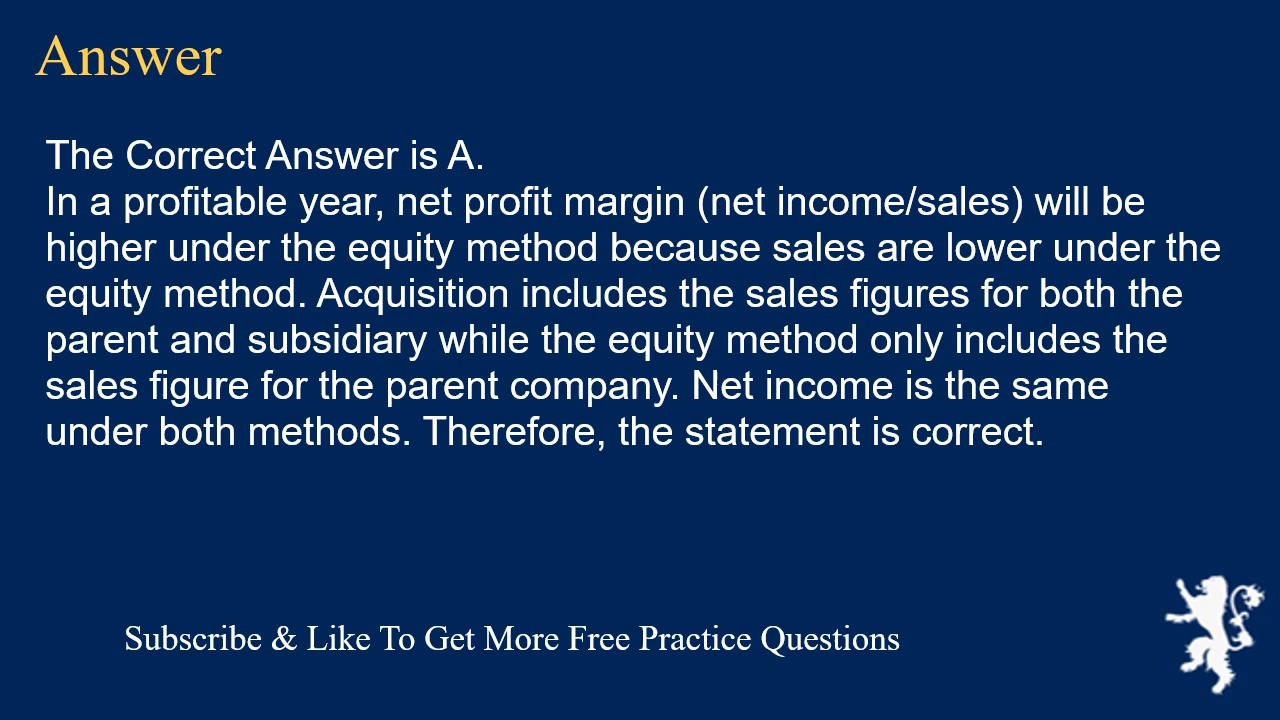 Answer
The Correct Answer is A.
In a profitable year, net profit margin (net income/sales) will be
higher under the equity method because sales are lower under the
equity method. Acquisition includes the sales figures for both the
parent and subsidiary while the equity method only includes the
sales figure for the parent company. Net income is the same
under both methods. Therefore, the statement is correct.
Subscribe & Like To Get More Free Practice Questions